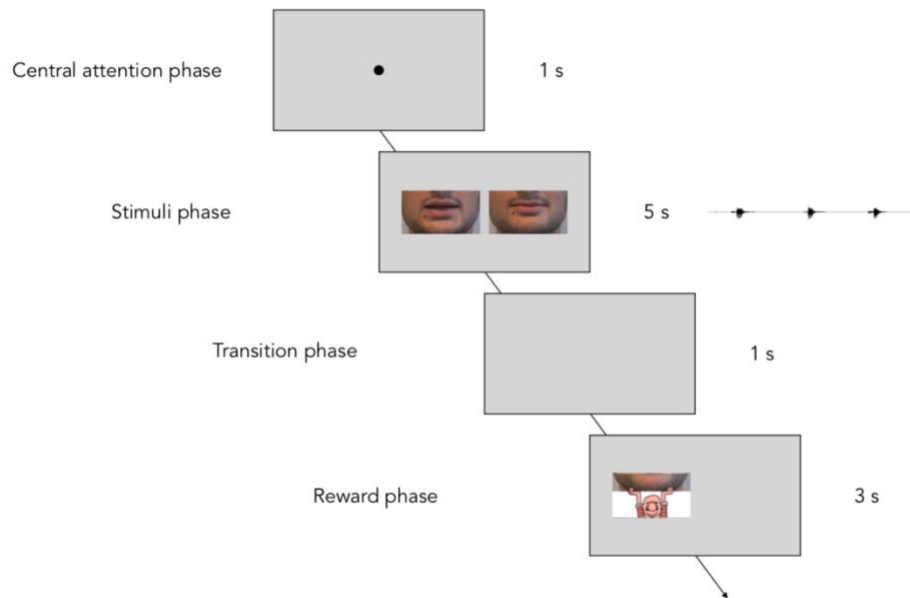 Central attention phase 1 s
Stimuli phase 5 s
Transition phase 1 s
Reward phase 3 s